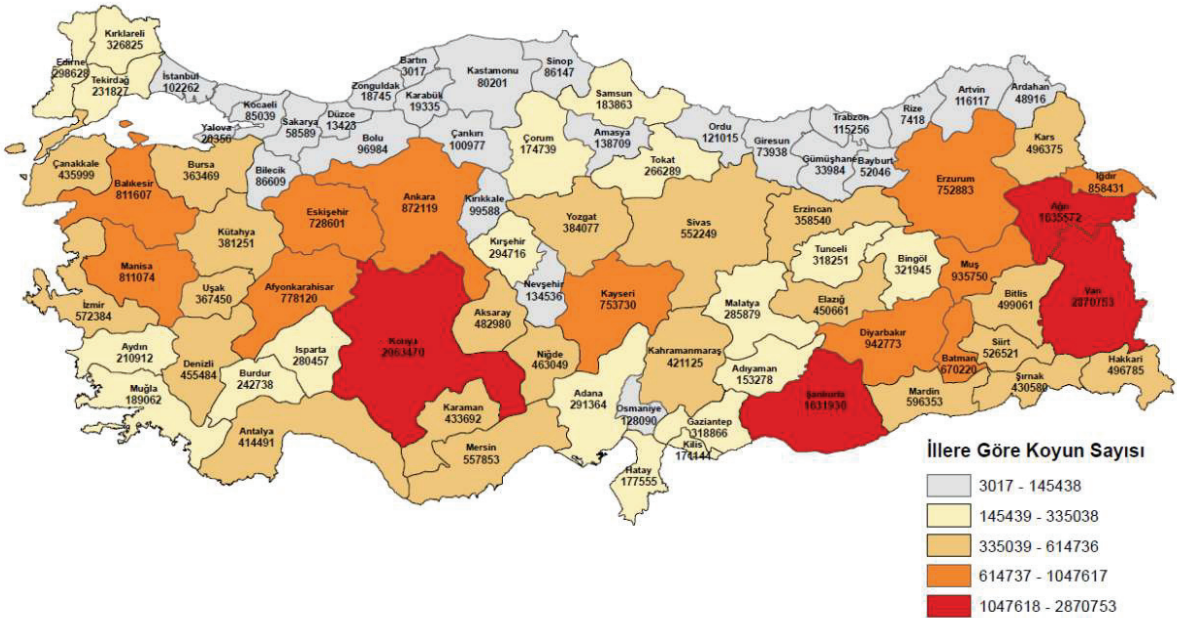 Kırklareli
326825
Edirne
298628
Tekirdağ
231827
İstanbul
102262
Kocaeli
85039
Yalova
20356
Sakarya
58589
Düzce
13423
Zonguldak
18745
Bartın
3017
Karabük
19335
Kastamonu
80201
Sinop
86147
Samsun
183863
Bolu
96984
Çankırı
100977
Çorum
174739
Amasya
138709
Tokat
266289
Ordu
121015
Giresun
73938
Trabzon
115256
Gümüşhane
33984
Bayburt
52046
Rize
7418
Artvin
116117
Ardahan
48916
Kars
496375
Iğdır
858431
Erzurum
752883
Ağrı
1635572
Çanakkale
435999
Balıkesir
811607
Bursa
363469
Bilecik
86609
Eskişehir
728601
Ankara
872119
Kırıkkale
99588
Kırşehir
294716
Yozgat
384077
Sivas
552249
Erzincan
358540
Tunceli
318251
Bingöl
321945
Muş
935750
Bitlis
499061
Van
2870753
Kütahya
381251
Manisa
811074
Uşak
367450
Afyonkarahisar
778120
İzmir
572384
Aydın
210912
Denizli
455484
Muğla
189062
Burdur
242738
Isparta
280457
Antalya
414491
Konya
Aksaray
482980
Nevşehir
134536
Kayseri
753730
Niğde
463049
Karaman
433692
Mersin
557853
Adana
291364
Osmaniye
128090
Kahramanmaraş
421125
Malatya
285879
Elazığ
450661
Adıyaman
153278
Gaziantep
318866
Kilis
171144
Hatay
177555
Şanlıurfa
1631930
Diyarbakır
942773
Batman
670220
Mardin
596353
Siirt
526521
Şırnak
430580
Hakkari
496785
İllere Göre Koyun Sayısı
3017 - 145438
145439 - 335038
335039 - 614736
614737 - 1047617
1047618 - 2870753